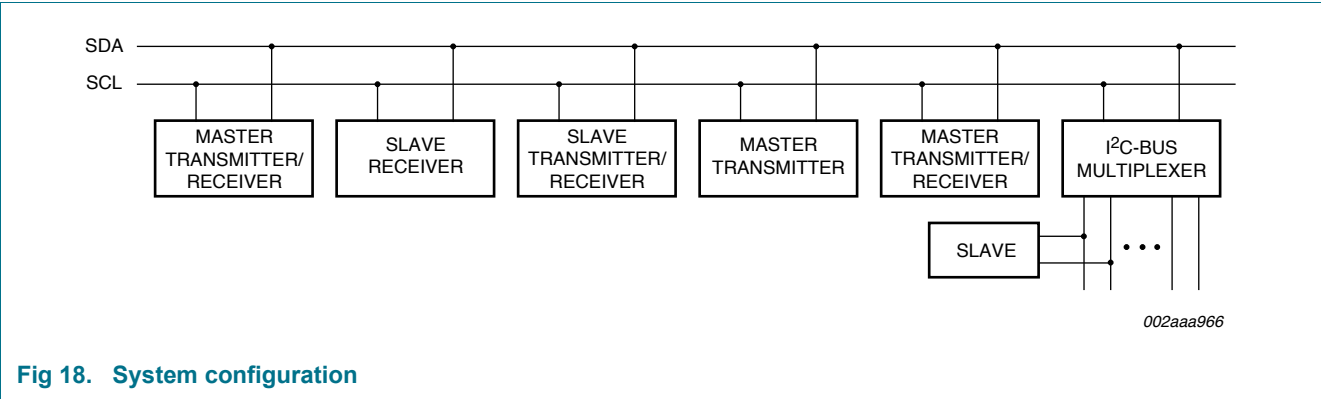 SDA
SCL
MASTER
TRANSMITTER/
RECEIVER
SLAVE
RECEIVER
SLAVE
TRANSMITTER/
RECEIVER
MASTER
TRANSMITTER
MASTER
TRANSMITTER/
RECEIVER
I²C-BUS
MULTIPLEXER
SLAVE
002aaa966
Fig 18. System configuration